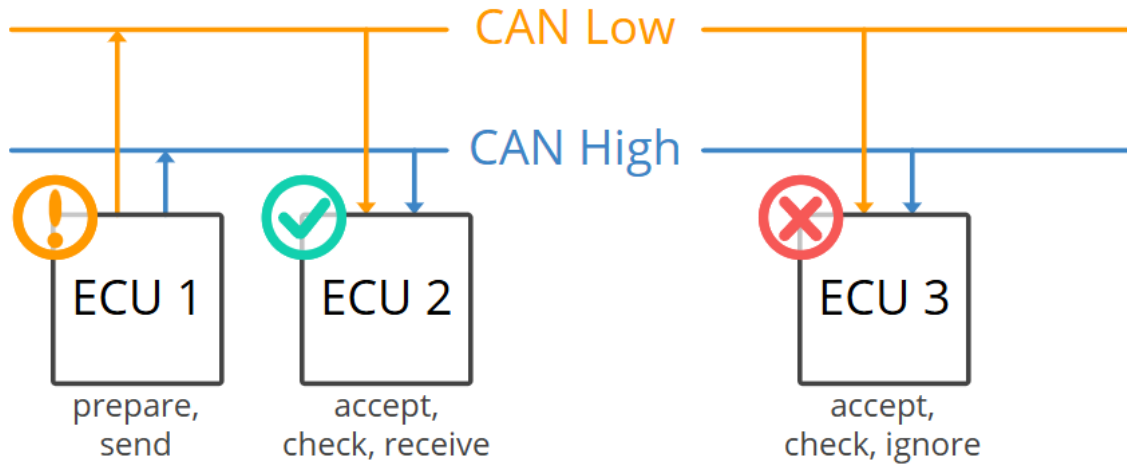 CAN Low
CAN High
ECU 1
ECU 2
ECU 3
prepare,
send
accept,
check, receive
accept,
check, ignore